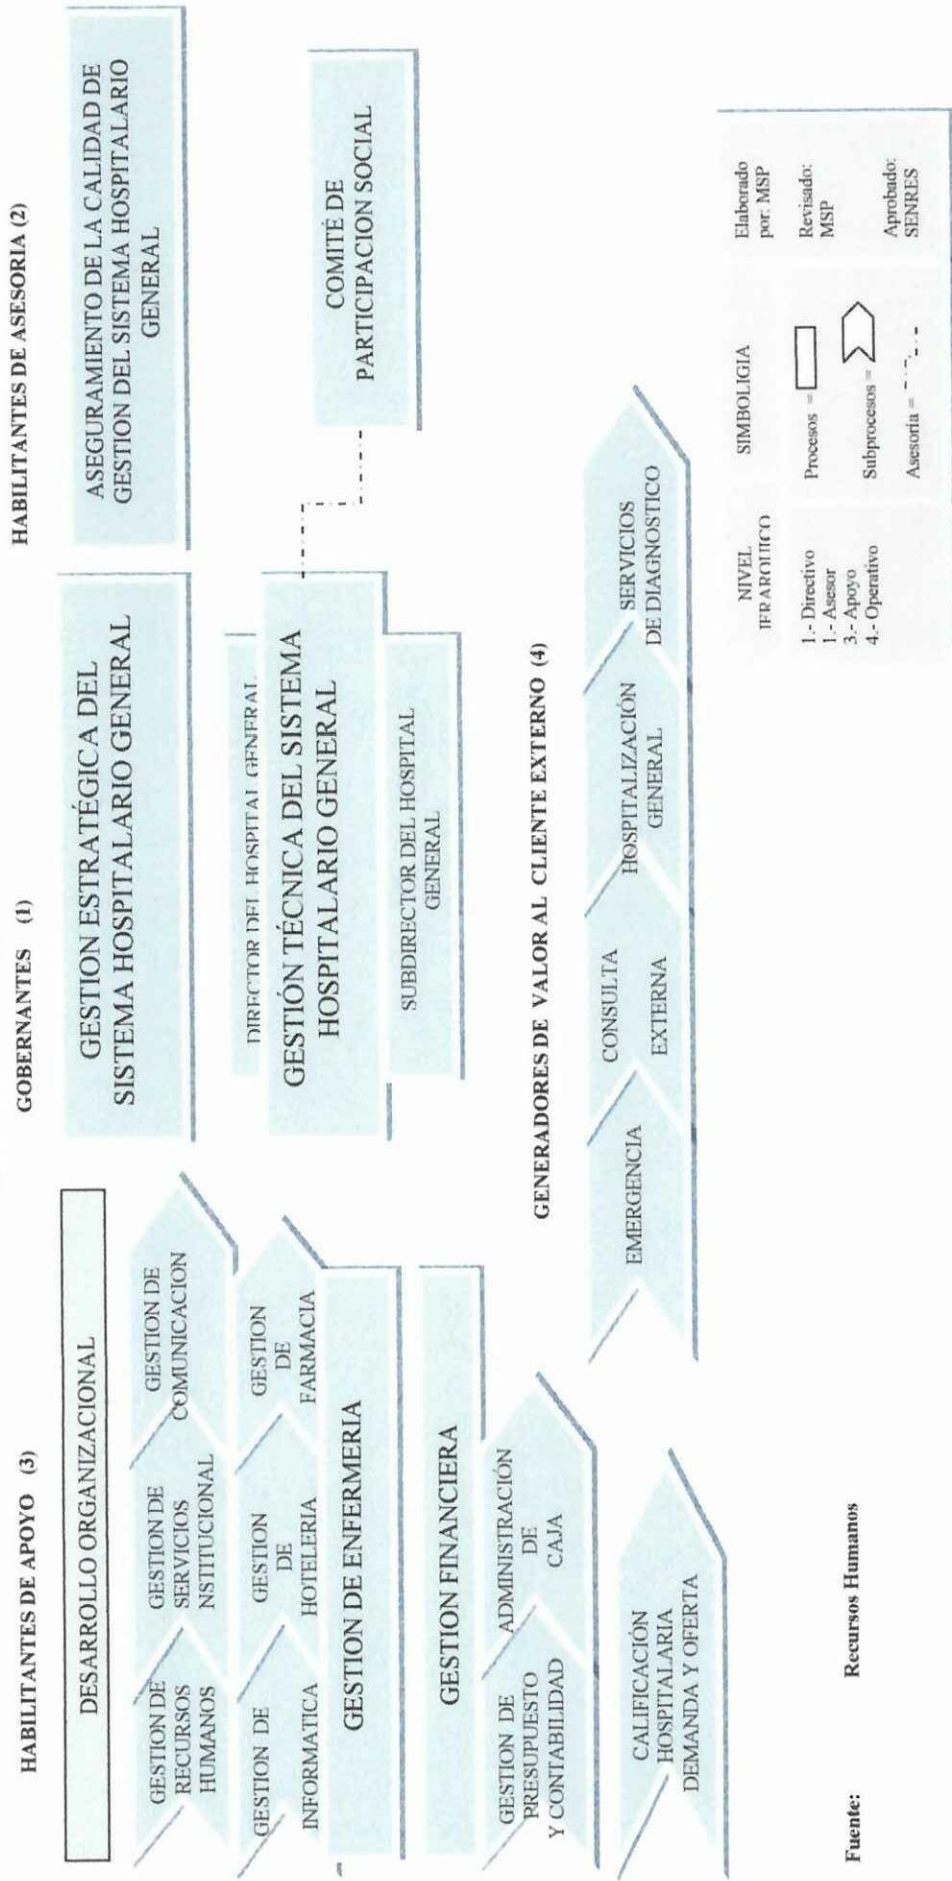 HABILITANTES DE APOYO (3)
DESARROLLO ORGANIZACIONAL
GESTION DE
RECURSOS
HUMANOS
GESTION DE
SERVICIOS
NSTITUCIONAL
GESTION DE
COMUNICACION
GESTION DE
INFORMATICA
GESTION
DE
HOTELERIA
GESTION
DE
FARMACIA
GESTION DE ENFERMERIA
GESTION FINANCIERA
GESTION DE
PRESUPUESTO
Y CONTABILIDAD
ADMINISTRACIÓN
DE
CAJA
CALIFICACIÓN
HOSPITALARIA
DEMANDA Y OFERTA
GOBERNANTES (1)
GESTION ESTRATÉGICA DEL
SISTEMA HOSPITALARIO GENERAL
DIRECTOR DEL HOSPITAL GENERAL
GESTIÓN TÉCNICA DEL SISTEMA
HOSPITALARIO GENERAL
SUBDIRECTOR DEL HOSPITAL
GENERAL
HABILITANTES DE ASESORIA (2)
ASEGURAMIENTO DE LA CALIDAD DE
GESTION DEL SISTEMA HOSPITALARIO
GENERAL
COMITÉ DE
PARTICIPACION SOCIAL
GENERADORES DE VALOR AL CLIENTE EXTERNO (4)
EMERGENCIA
CONSULTA
EXTERNA
HOSPITALIZACIÓN
GENERAL
SERVICIOS
DE DIAGNOSTICO
NIVEL
1.- Directivo
1.- Asesor
3.- Apoyo
4.- Operativo
SIMBOLIGIA
Procesos =
Subprocesos =
Asesoría =
Elaborado
por: MSP
Revisado:
MSP
Aprobado:
SENRES
Fuente: Recursos Humanos